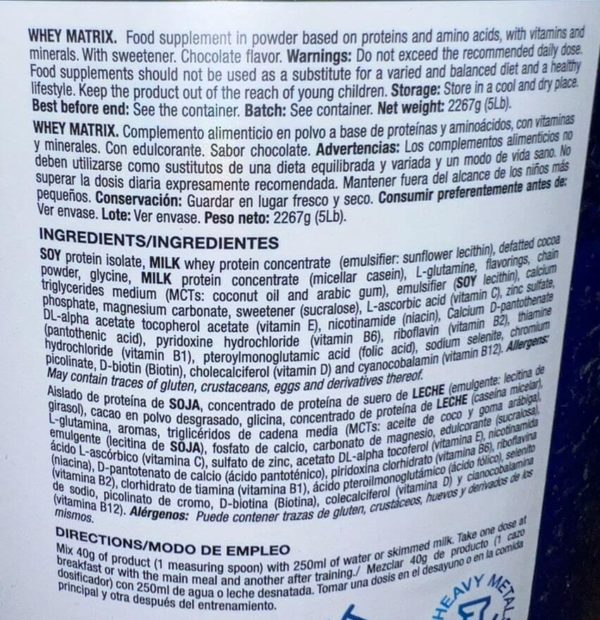 WHEY MATRIX. Food supplement in powder based on proteins and amino acids, with vitamins and
minerals. With sweetener. Chocolate flavor. Warnings: Do not exceed the recommended daily dose.
Food supplements should not be used as a substitute for a varied and balanced diet and a healthy
lifestyle. Keep the product out of the reach of young children. Storage: Store in a cool and dry place.
Best before end: See the container. Batch: See container. Net weight: 2267g (5Lb).
WHEY MATRIX. Complemento alimenticio en polvo a base de proteínas y aminoácidos, con vitaminas
y minerales. Con edulcorante. Sabor chocolate. Advertencias: Los complementos alimenticios no
deben utilizarse como sustitutos de una dieta equilibrada y variada y un modo de vida sano. No
superar la dosis diaria expresamente recomendada. Mantener fuera del alcance de los niños más
pequeños. Conservación: Guardar en lugar fresco y seco. Consumir preferentemente antes de:
Ver envase. Lote: Ver envase. Peso neto: 2267g (5Lb).
INGREDIENTS/INGREDIENTES
SOY protein isolate, MILK whey protein concentrate (emulsifier: sunflower lecithin), defatted cocoa
powder, glycine, MILK protein concentrate (micellar casein), L-glutamine, flavorings, chain
triglycerides medium (MCTs: coconut oil and arabic gum), emulsifier (SOY lecithin), calcium
phosphate, magnesium carbonate, sweetener (sucralose), L-ascorbic acid (vitamin C), zinc sulfate,
DL-alpha acetate tocopherol acetate (vitamin E), nicotinamide (niacin), Calcium D-pantothenate
(pantothenic acid), pyridoxine hydrochloride (vitamin B6), riboflavin (vitamin B2), thiamine
hydrochloride (vitamin B1), pteroylmonoglutamic acid (folic acid), sodium selenite, chromium
picolinate, D-biotin (Biotin), cholecalciferol (vitamin D) and cyanocobalamin (vitamin B12). Allergens:
May contain traces of gluten, crustaceans, eggs and derivatives thereof.
Aislado de proteína de SOJA, concentrado de proteína de suero de LECHE (emulgente: lecitina de
girasol), cacao en polvo desgrasado, glicina, concentrado de proteína de LECHE (caseína micelar),
L-glutamina, aromas, triglicéridos de cadena media (MCTs: aceite de coco y goma arábiga),
emulgente (lecitina de SOJA), fosfato de calcio, carbonato de magnesio, edulcorante (sucralosa),
ácido L-ascórbico (vitamina C), sulfato de zinc, acetato DL-alpha tocoferol (vitamina E), nicotinamida
(niacina), D-pantotenato de calcio (ácido pantoténico), piridoxina clorhidrato (vitamina B6), riboflavina
(vitamina B2), clorhidrato de tiamina (vitamina B1), ácido pteroilmonoglutámico (ácido fólico), selenito
de sodio, picolinato de cromo, D-biotina (Biotina), colecalciferol (vitamina D) y cianocobalamina
(vitamina B12). Alérgenos: Puede contener trazas de gluten, crustáceos, huevos y derivados de los
mismos.
DIRECTIONS/MODO DE EMPLEO
Mix 40g of product (1 measuring spoon) with 250ml of water or skimmed milk. Take one dose at
breakfast or with the main meal and another after training./ Mezclar 40g de producto (1 cazo
dosificador) con 250ml de agua o leche desnatada. Tomar una dosis en el desayuno o en la comida
principal y otra después del entrenamiento.
HEAVY METAL